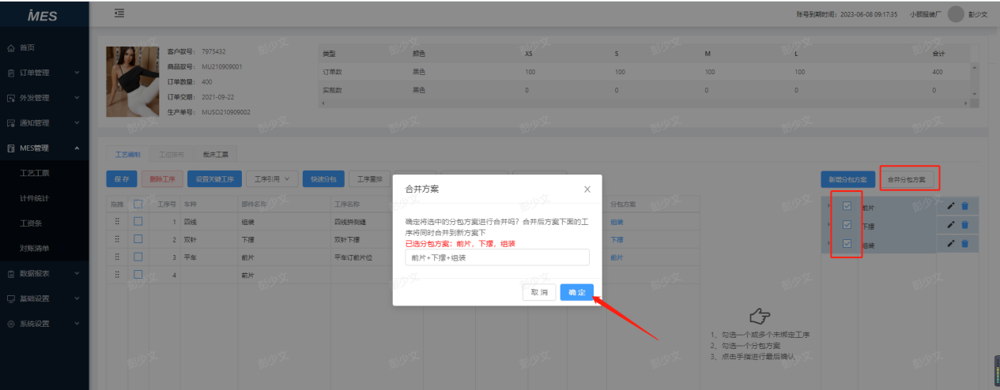 iMES
账号到期时间：2023-06-08 09:17:35 小顾服装厂 彭少文
首页
订单管理
外发管理
通知管理
MES管理
工艺工票
计件统计
工资条
对账清单
数据报表
基础设置
系统设置
客户款号： 7975432
商品款号： MU210909001
订单数量： 400
订单交期： 2021-09-22
生产单号： MUSO210909002
类型 颜色 XS S M L 合计
订单数 黑色 100 100 100 100 400
实裁数 黑色 0 0 0 0 0
工艺编制 工位排布 裁床工票
保存 删除工序 设置关键工序 工序引用 快速分包 工序重排
新增分包方案 合并分包方案
拖拽 工序号 车种 部件名称 工序名称 分包方案
1 四线 组装 四线拼侧缝 组装
2 双针 下摆 双针下摆 下摆
3 平车 前片 平车订前片位 前片
4 前片
合并方案 X
确定将选中的分包方案进行合并吗？合并后方案下面的工
序将同时合并到新方案下
已选分包方案：前片，下摆，组装
前片+下摆+组装
取消 确定
前片
下摆
组装
1、勾选一个或多个未绑定工序
2、勾选一个分包方案
3、点击手指进行最后确认
彭少文